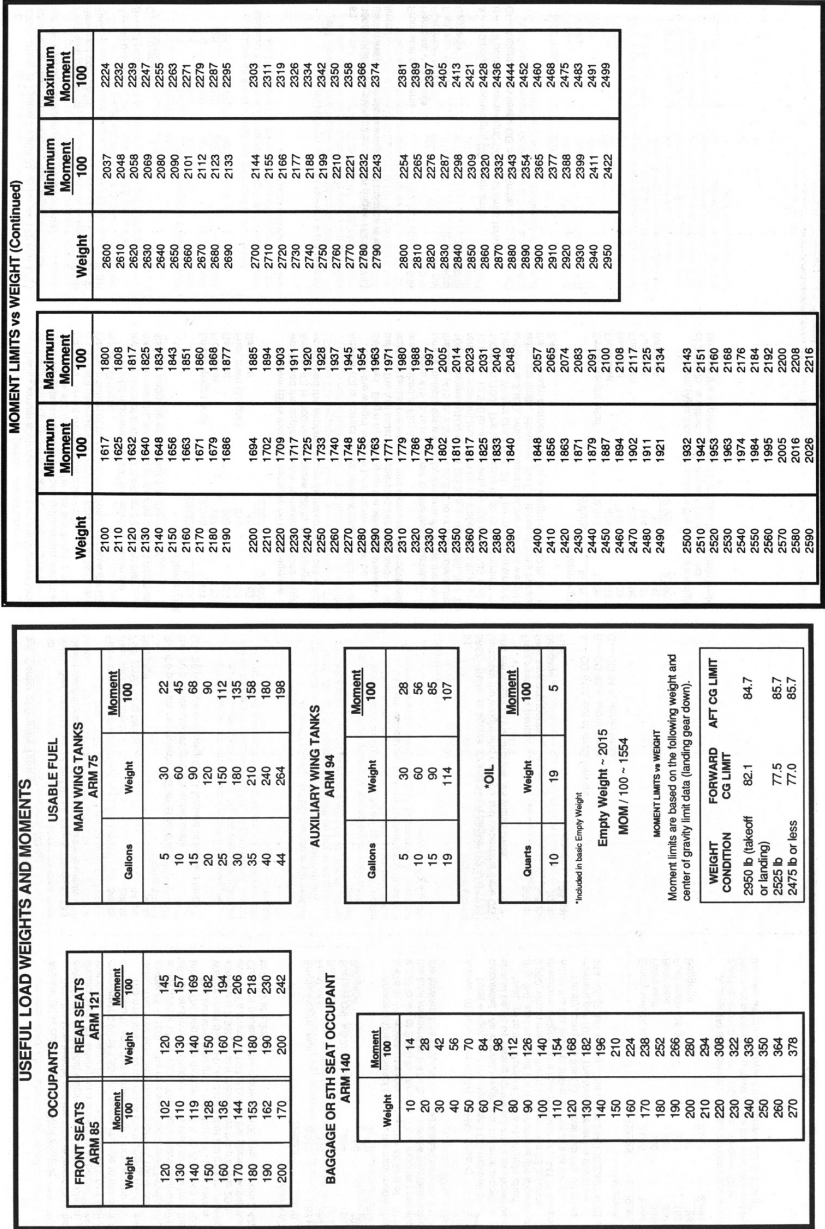 USEFUL LOAD WEIGHTS AND MOMENTS
OCCUPANTS
FRONT SEATS ARM 85 REAR SEATS ARM 121
Weight Moment 100 Weight Moment 100
120 102 120 145
130 110 130 157
140 119 140 169
150 128 150 182
160 136 160 194
170 144 170 206
180 153 180 218
190 162 190 230
200 170 200 242
BAGGAGE OR 5TH SEAT OCCUPANT
ARM 140
Weight Moment 100
10 14
20 28
30 42
40 56
50 70
60 84
70 98
80 112
90 126
100 140
110 154
120 168
130 182
140 196
150 210
160 224
170 238
180 252
190 266
200 280
210 294
220 308
230 322
240 336
250 350
260 364
270 378
USABLE FUEL
MAIN WING TANKS
ARM 75
Gallons Weight Moment 100
5 30 22
10 60 45
15 90 68
20 120 90
25 150 112
30 180 135
35 210 158
40 240 180
44 264 198
AUXILIARY WING TANKS
ARM 94
Gallons Weight Moment 100
5 30 28
10 60 56
15 90 85
19 114 107
*OIL
Quarts Weight Moment 100
10 19 5
*Included in basic Empty Weight
Empty Weight ~ 2015
MOM / 100 ~ 1554
MOMENT LIMITS vs WEIGHT
Moment limits are based on the following weight and
center of gravity limit data (landing gear down).
WEIGHT CONDITION FORWARD CG LIMIT AFT CG LIMIT
2950 lb (takeoff or landing) 82.1 84.7
2525 lb 77.5 85.7
2475 lb or less 77.0 85.7
MOMENT LIMITS vs WEIGHT (Continued)
Weight Minimum Moment 100 Maximum Moment 100
2100 1617 1800
2110 1625 1808
2120 1632 1817
2130 1640 1825
2140 1648 1834
2150 1656 1843
2160 1663 1851
2170 1671 1860
2180 1679 1868
2190 1686 1877
2200 1694 1885
2210 1702 1894
2220 1709 1903
2230 1717 1911
2240 1725 1920
2250 1733 1928
2260 1740 1937
2270 1748 1945
2280 1756 1954
2290 1763 1963
2300 1771 1971
2310 1779 1980
2320 1786 1988
2330 1794 1997
2340 1802 2005
2350 1810 2014
2360 1817 2023
2370 1825 2031
2380 1833 2040
2390 1840 2048
2400 1848 2057
2410 1856 2065
2420 1863 2074
2430 1871 2083
2440 1879 2091
2450 1887 2100
2460 1894 2108
2470 1902 2117
2480 1911 2125
2490 1921 2134
2500 1932 2143
2510 1942 2151
2520 1953 2160
2530 1963 2168
2540 1974 2176
2550 1984 2184
2560 1995 2192
2570 2005 2200
2580 2016 2208
2590 2026 2216
Weight Minimum Moment 100 Maximum Moment 100
2600 2037 2224
2610 2048 2232
2620 2058 2239
2630 2069 2247
2640 2080 2255
2650 2090 2263
2660 2101 2271
2670 2112 2279
2680 2123 2287
2690 2133 2295
2700 2144 2303
2710 2155 2311
2720 2166 2319
2730 2177 2326
2740 2188 2334
2750 2199 2342
2760 2210 2350
2770 2221 2358
2780 2232 2366
2790 2243 2374
2800 2254 2381
2810 2265 2389
2820 2276 2397
2830 2287 2405
2840 2298 2413
2850 2309 2421
2860 2320 2428
2870 2332 2436
2880 2343 2444
2890 2354 2452
2900 2365 2460
2910 2377 2468
2920 2388 2475
2930 2399 2483
2940 2411 2491
2950 2422 2499